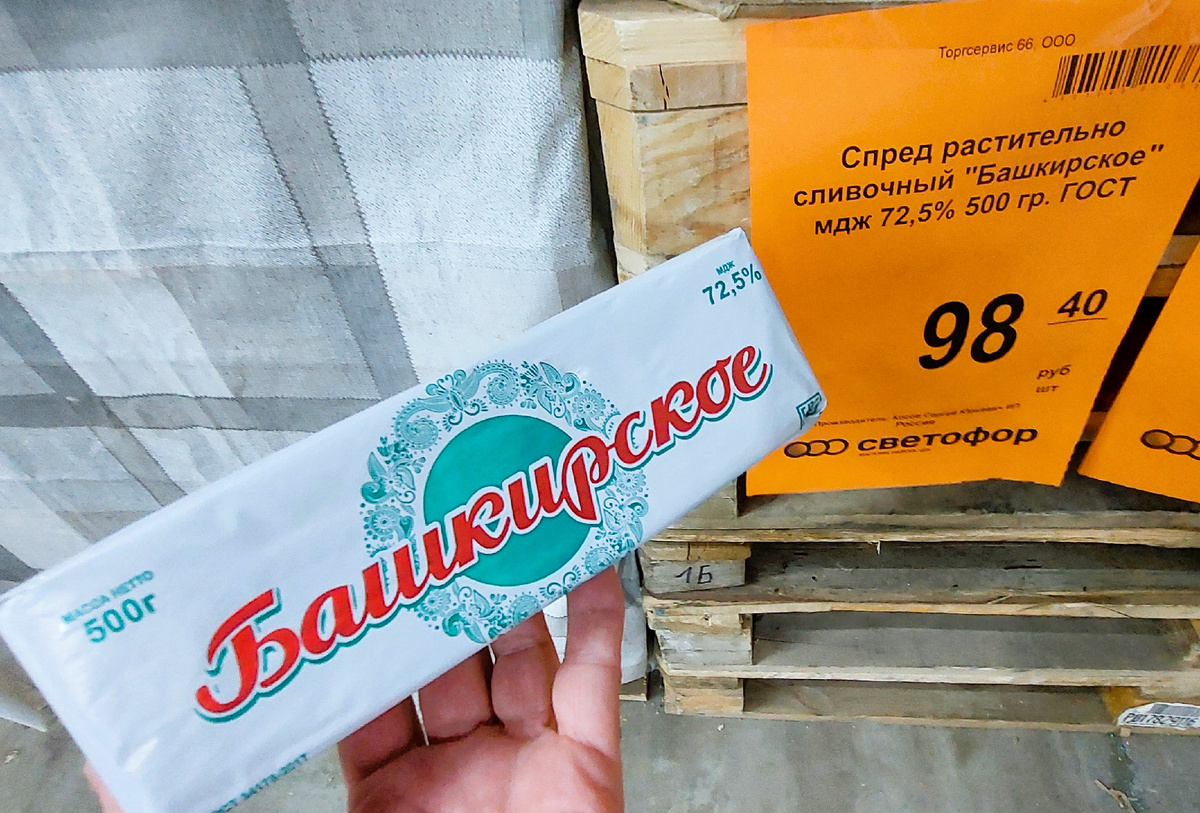 Торгсервис 66, ООО
Спред растительно
сливочный "Башкирское"
мдж 72,5% 500 гр. ГОСТ
98 40
руб
шт
Россия
светофор
МДЖ
72,5%
Башкирское
МАССА НЕТТО
500г
1Б